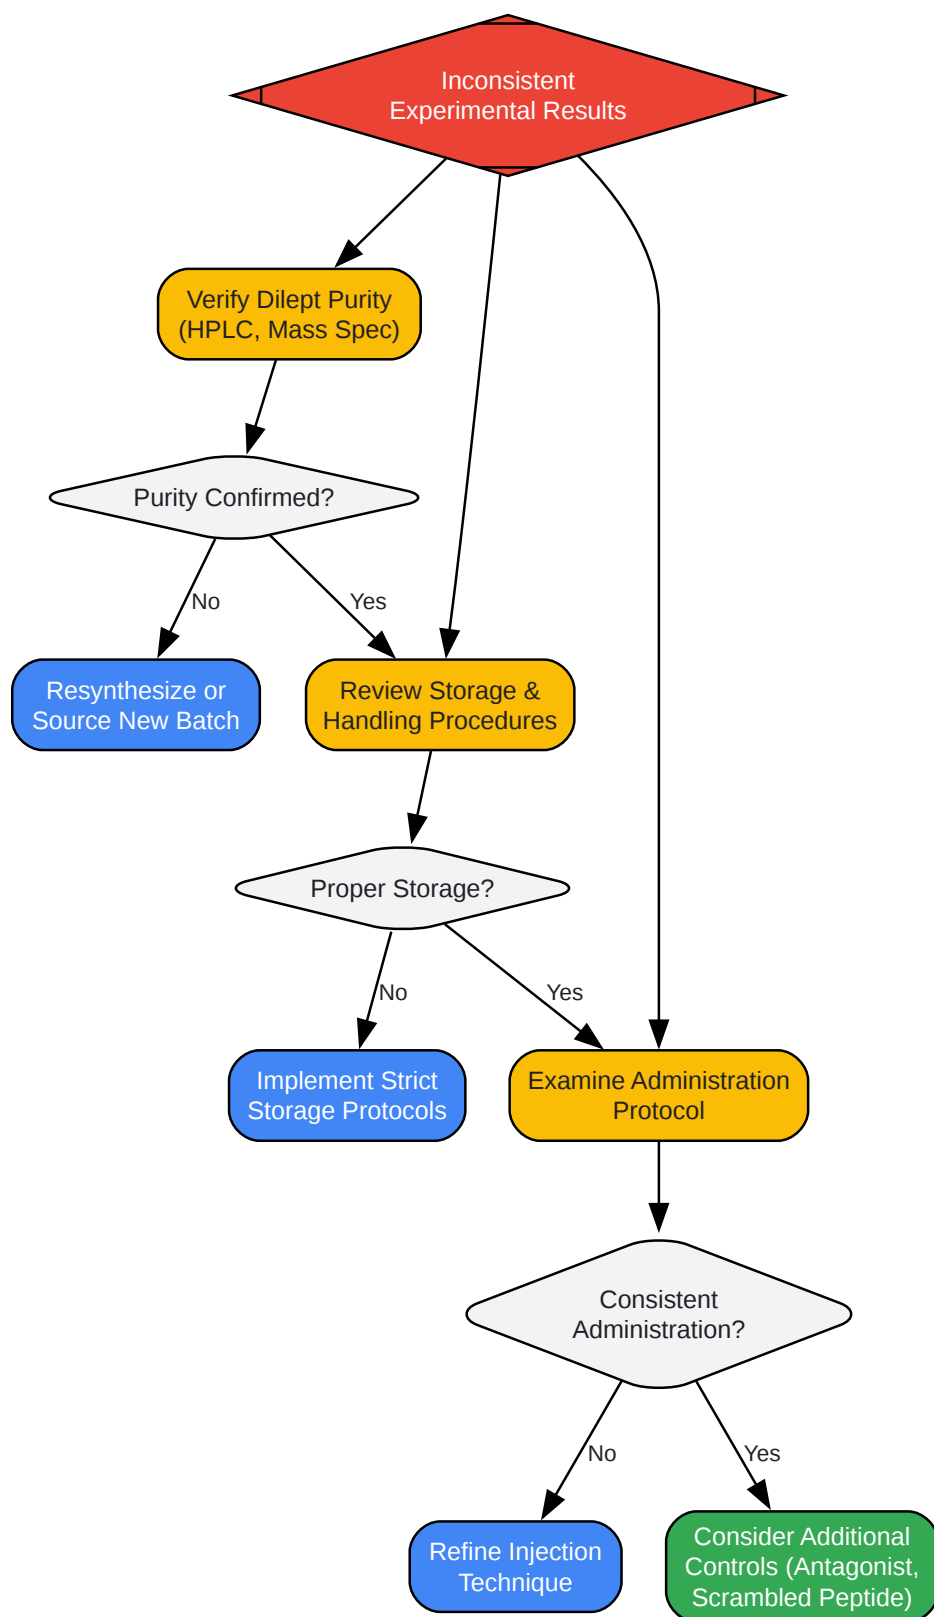 Inconsistent
Experimental Results
Verify Dilept Purity
(HPLC, Mass Spec)
Purity Confirmed?
No
Yes
Resynthesize or
Source New Batch
Review Storage &
Handling Procedures
Proper Storage?
No
Yes
Implement Strict
Storage Protocols
Examine Administration
Protocol
Consistent
Administration?
No
Yes
Refine Injection
Technique
Consider Additional
Controls (Antagonist,
Scrambled Peptide)